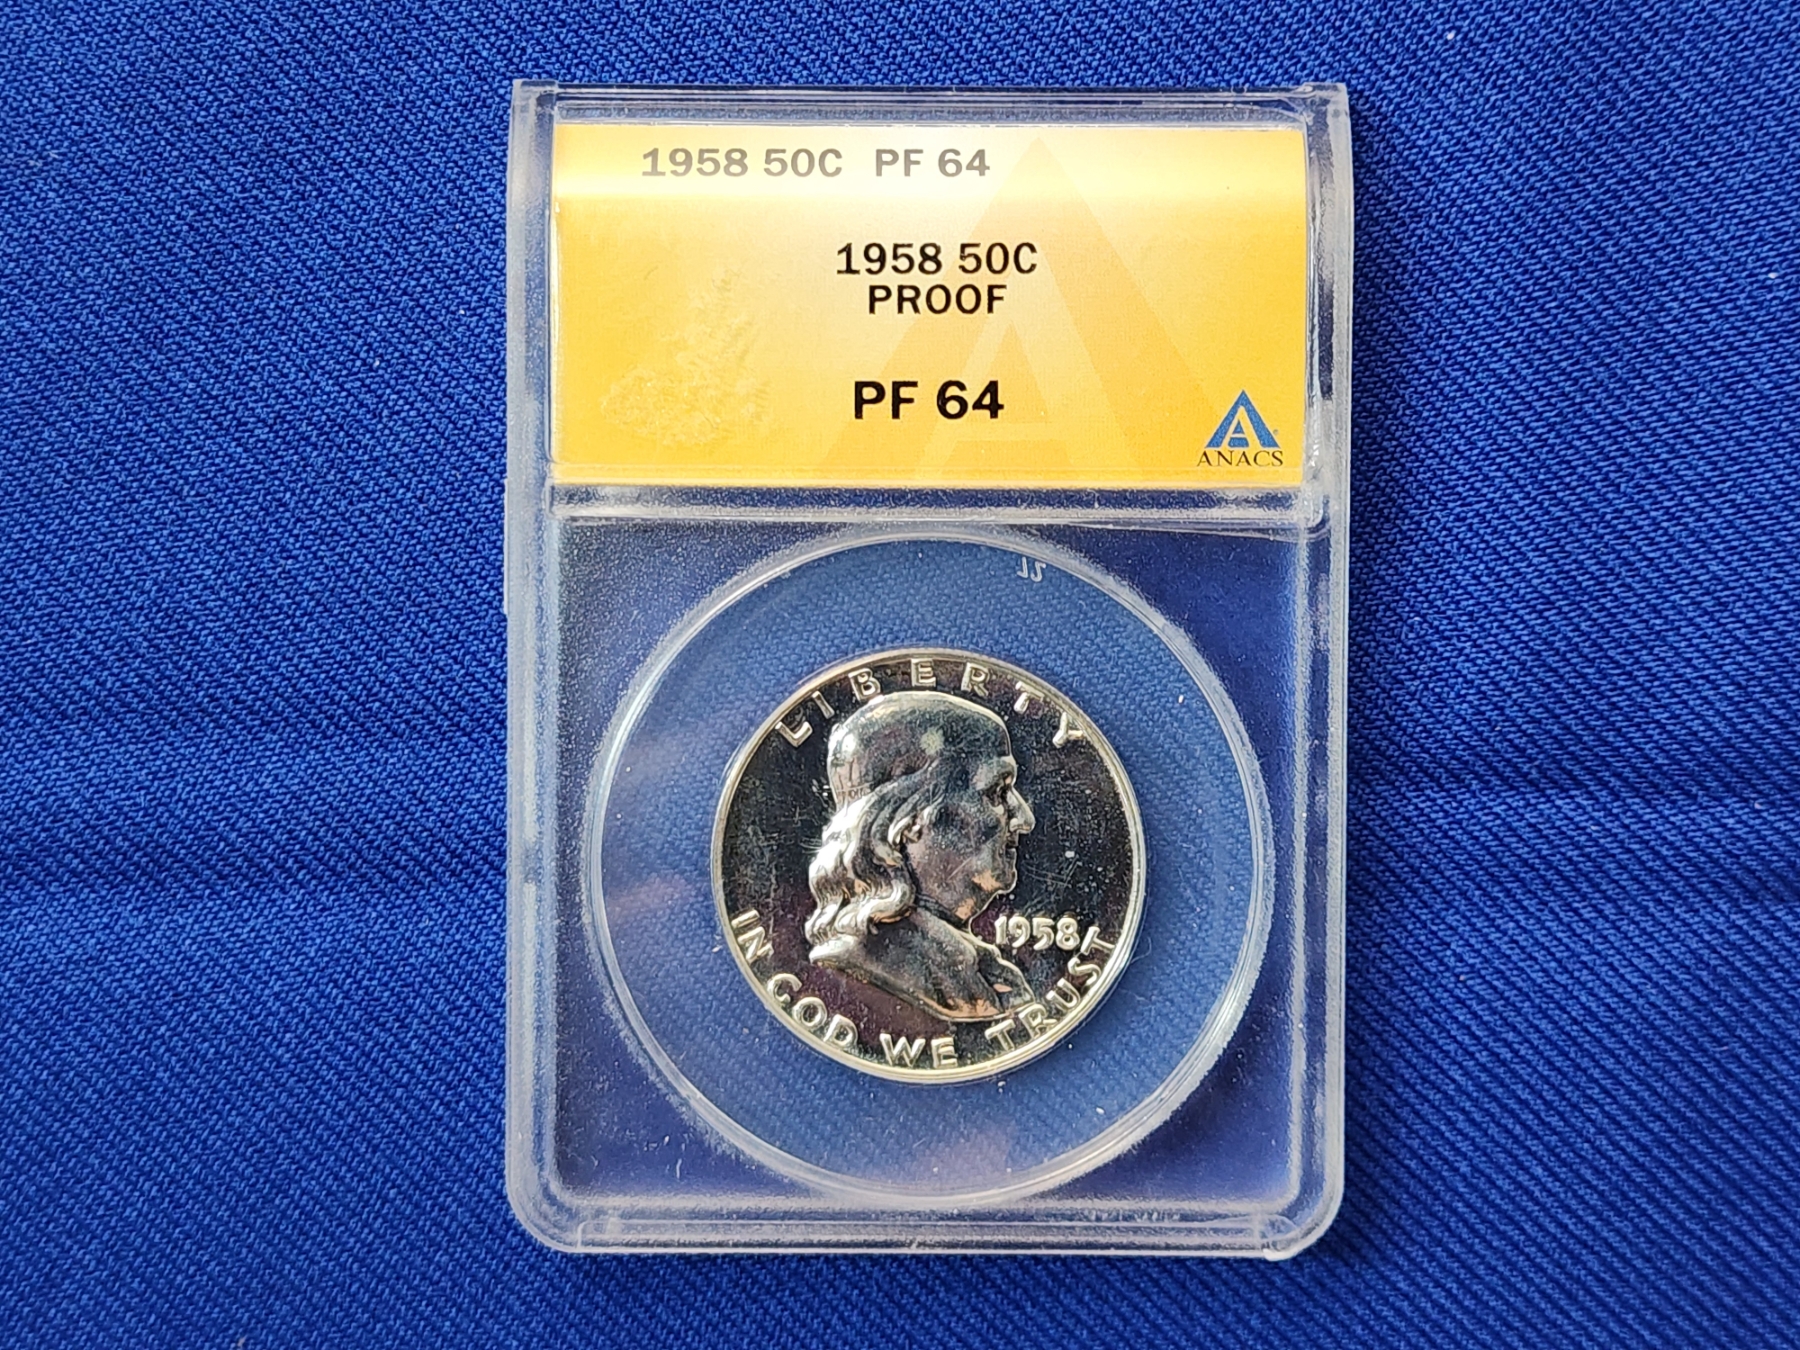 1958 50C PF 64
1958 50C
PROOF
PF 64
ANACS
LIBERTY
1958
IN GOD WE TRUST